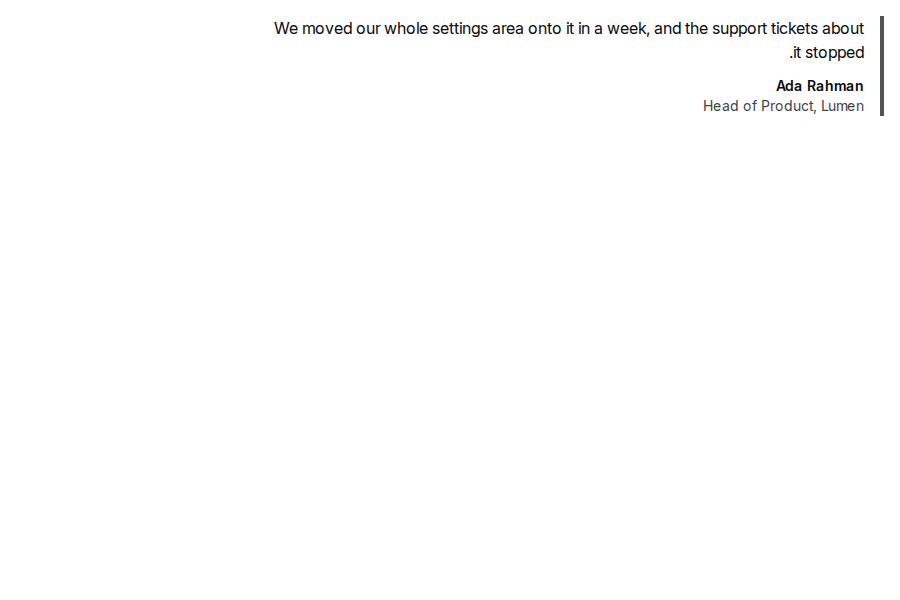 We moved our whole settings area onto it in a week, and the support tickets about
.it stopped
Ada Rahman
Head of Product, Lumen